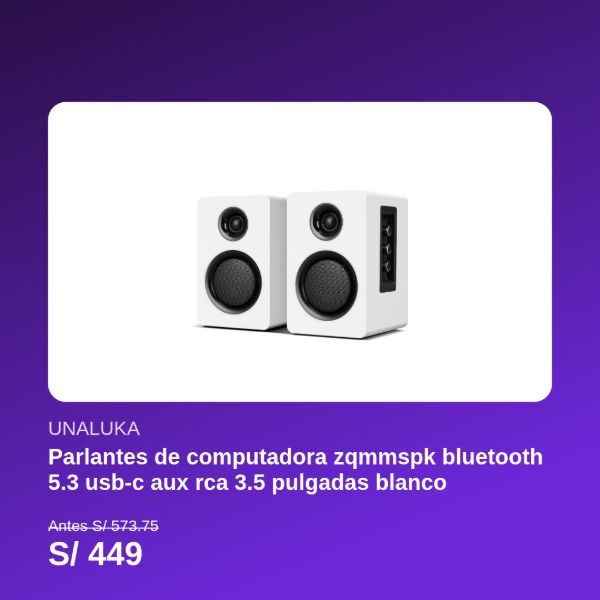 UNALUKA
Parlantes de computadora zqmmspk bluetooth
5.3 usb-c aux rca 3.5 pulgadas blanco
Antes S/ 573.75
S/ 449